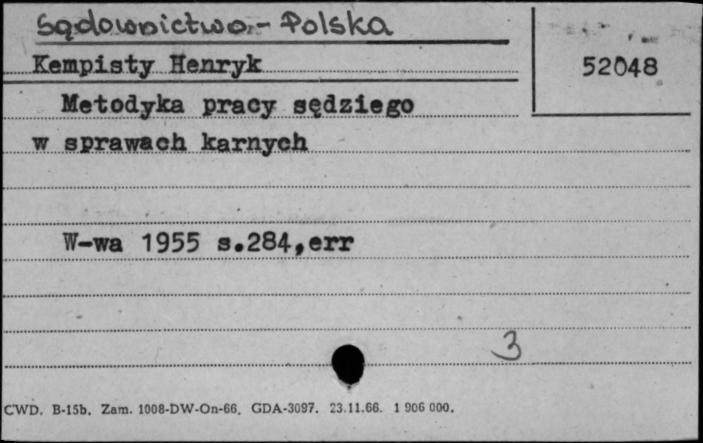 Sądownictwo - Polska
Kempisty Henryk
52048
Metodyka pracy sędziego
w sprawach karnych
W-wa 1955 s.284,err
3
CWD. B-15b. Zam. 1008-DW-On-66. GDA-3097. 23.11.66. 1 906 000.